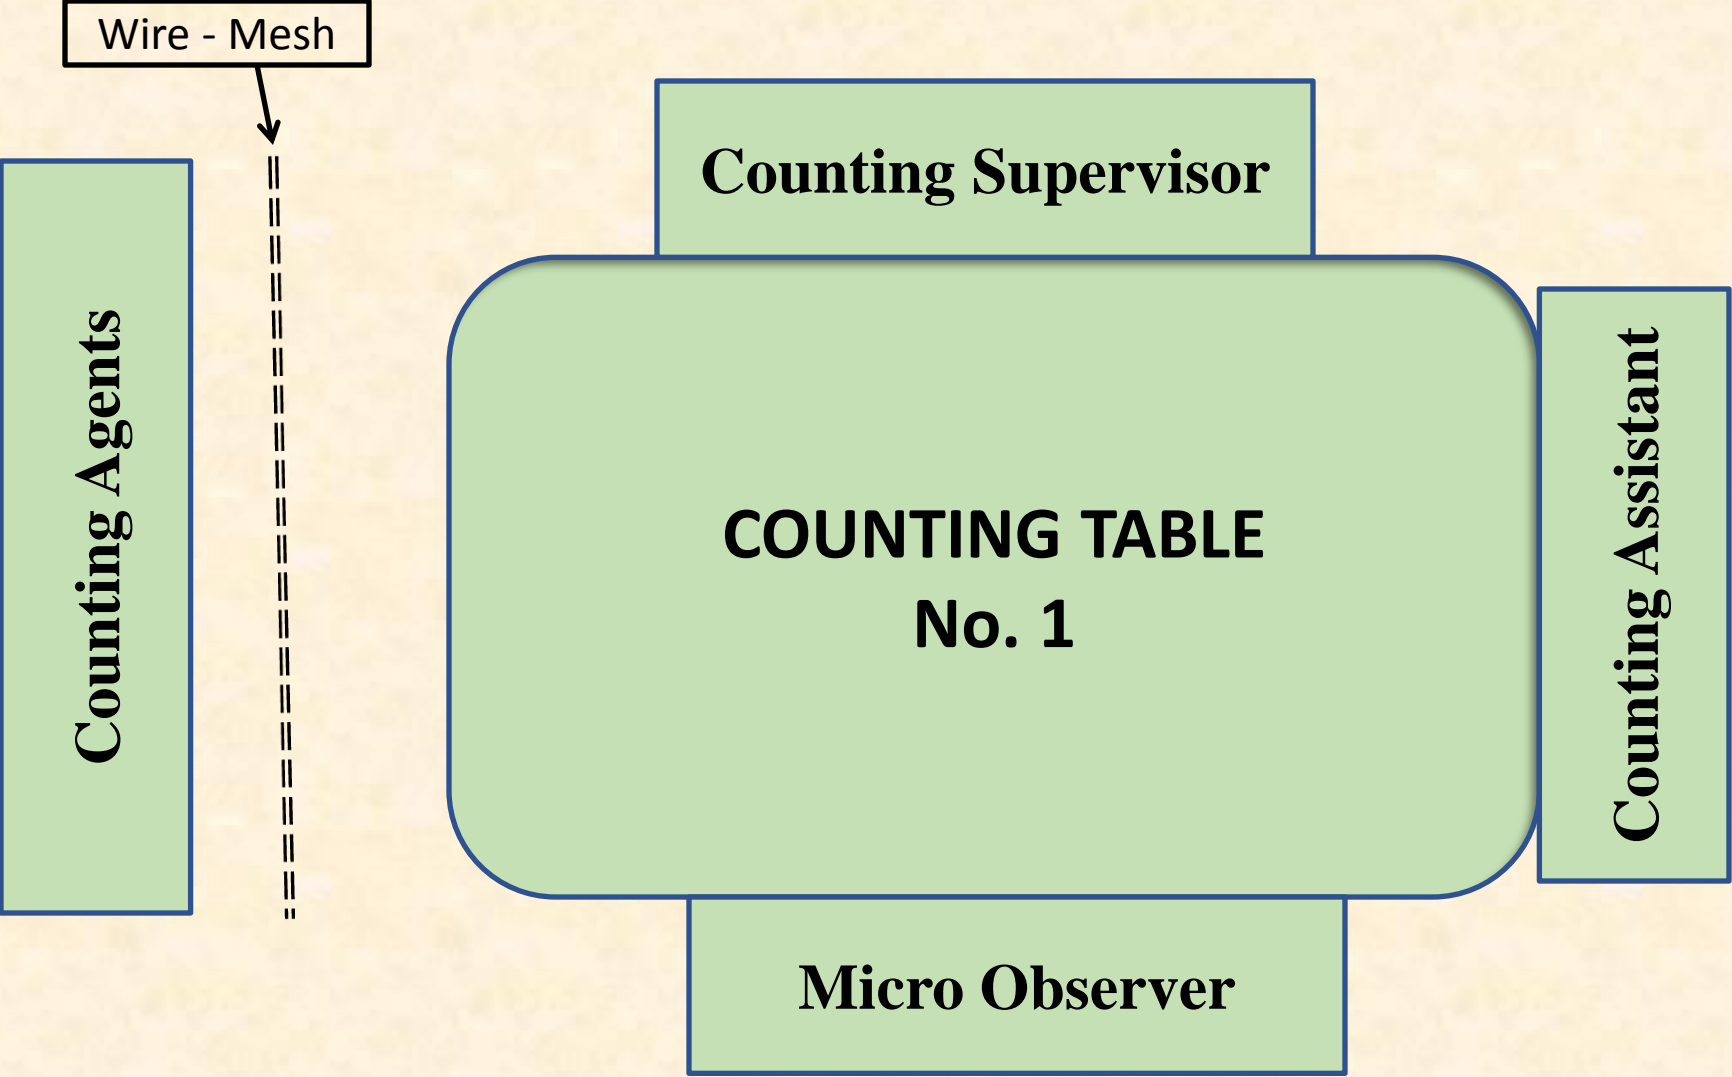 Wire - Mesh
Counting Supervisor
Counting Agents
COUNTING TABLE
No. 1
Counting Assistant
Micro Observer